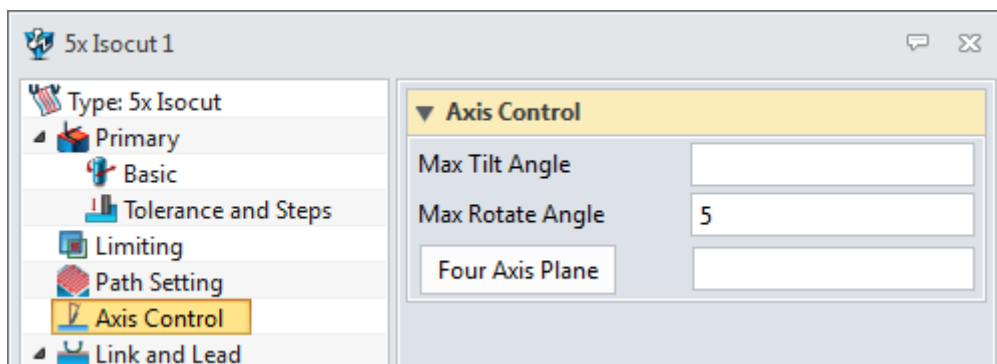 5x Isocut 1
Type: 5x Isocut
Primary
Basic
Tolerance and Steps
Limiting
Path Setting
Axis Control
Link and Lead
Axis Control
Max Tilt Angle
Max Rotate Angle 5
Four Axis Plane